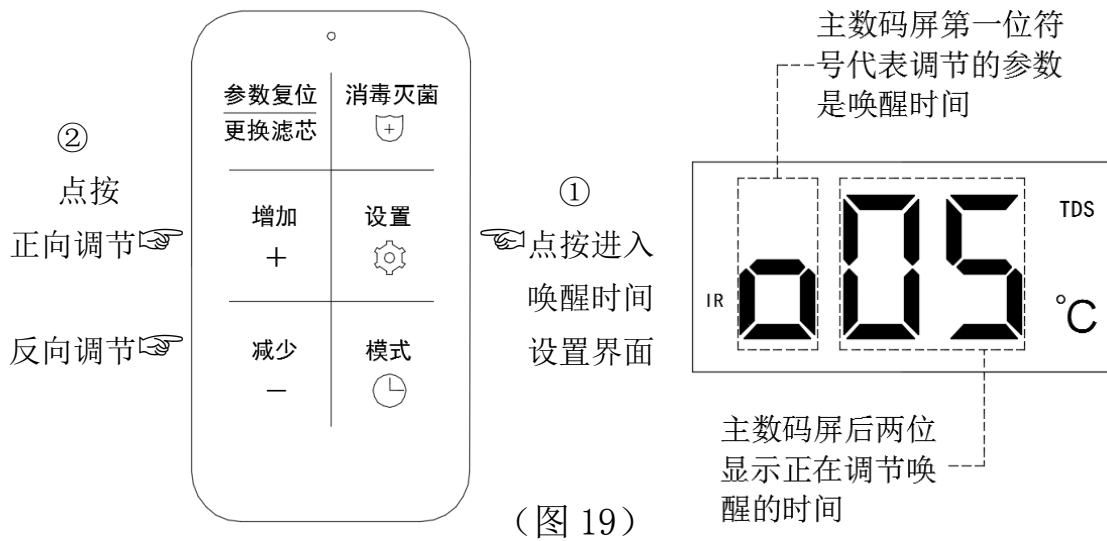 参数复位
更换滤芯
消毒灭菌
增加
+
设置
减少
−
模式
②
点按
正向调节
反向调节
①
点按进入
唤醒时间
设置界面
主数码屏第一位符
号代表调节的参数
是唤醒时间
IR
o05
TDS
℃
主数码屏后两位
显示正在调节唤
醒的时间
（图 19）